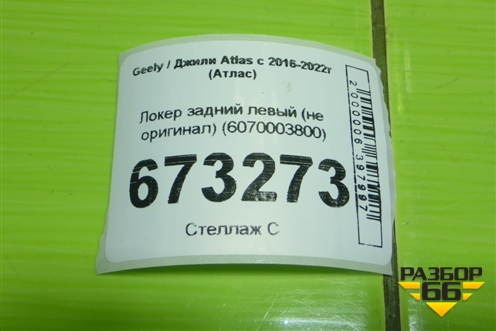 Geely / Джили Atlas с 2016-2022г
(Атлас)
Локер задний левый (не
оригинал) (6070003800)
673273
Стеллаж С
2000006397997
РАЗБОР
66